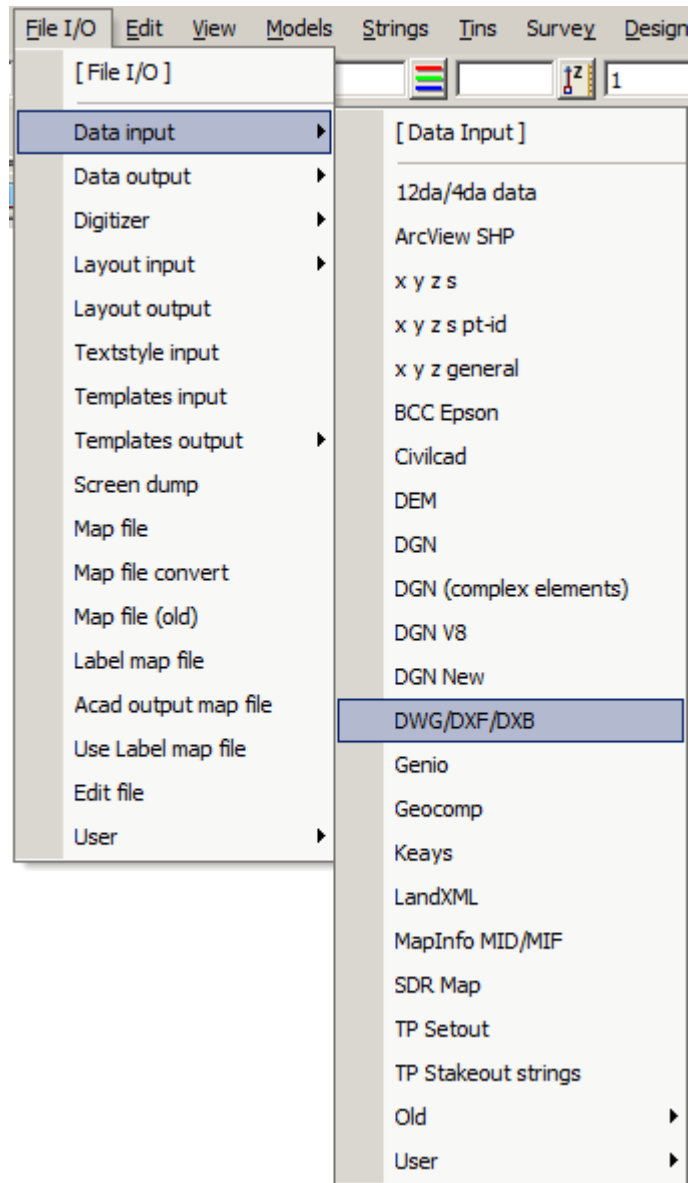 File I/O Edit View Models Strings Tins Survey Design
[ File I/O ]
1
Data input
Data output
Digitizer
Layout input
Layout output
Textstyle input
Templates input
Templates output
Screen dump
Map file
Map file convert
Map file (old)
Label map file
Acad output map file
Use Label map file
Edit file
User
[ Data Input ]
12da/4da data
ArcView SHP
x y z s
x y z s pt-id
x y z general
BCC Epson
Civilcad
DEM
DGN
DGN (complex elements)
DGN V8
DGN New
DWG/DXF/DXB
Genio
Geocomp
Keays
LandXML
MapInfo MID/MIF
SDR Map
TP Setout
TP Stakeout strings
Old
User